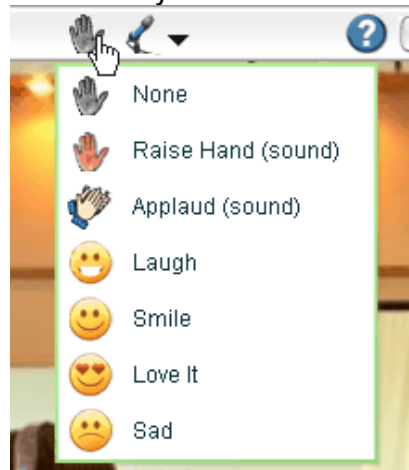 None
Raise Hand (sound)
Applaud (sound)
Laugh
Smile
Love It
Sad